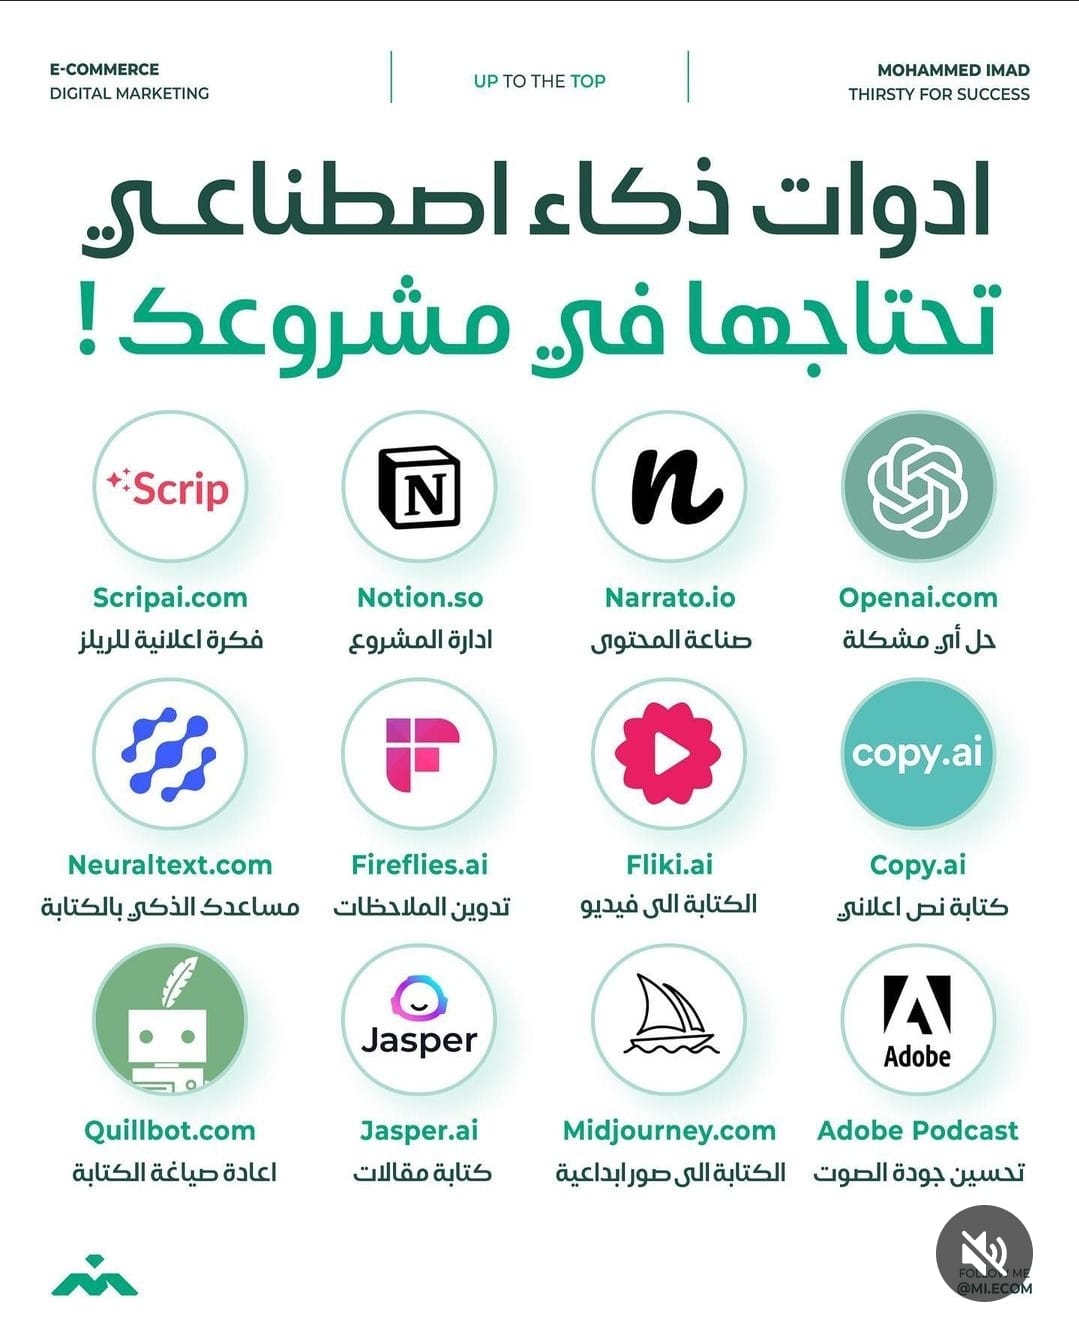 E-COMMERCE
DIGITAL MARKETING
UP TO THE TOP
MOHAMMED IMAD
THIRSTY FOR SUCCESS
ادوات ذكاء اصطناعي
تحتاجها في مشروعك !
Openai.com
حل أي مشكلة
n
Narrato.io
صناعة المحتوى
N
Notion.so
ادارة المشروع
Scrip
Scripai.com
فكرة اعلانية للريلز
copy.ai
Copy.ai
كتابة نص اعلاني
Fliki.ai
الكتابة الى فيديو
Fireflies.ai
تدوين الملاحظات
Neuraltext.com
مساعدك الذكي بالكتابة
Adobe
Adobe Podcast
تحسين جودة الصوت
Midjourney.com
الكتابة الى صور ابداعية
Jasper
Jasper.ai
كتابة مقالات
Quillbot.com
اعادة صياغة الكتابة
FOLLOW ME
@MI.ECOM